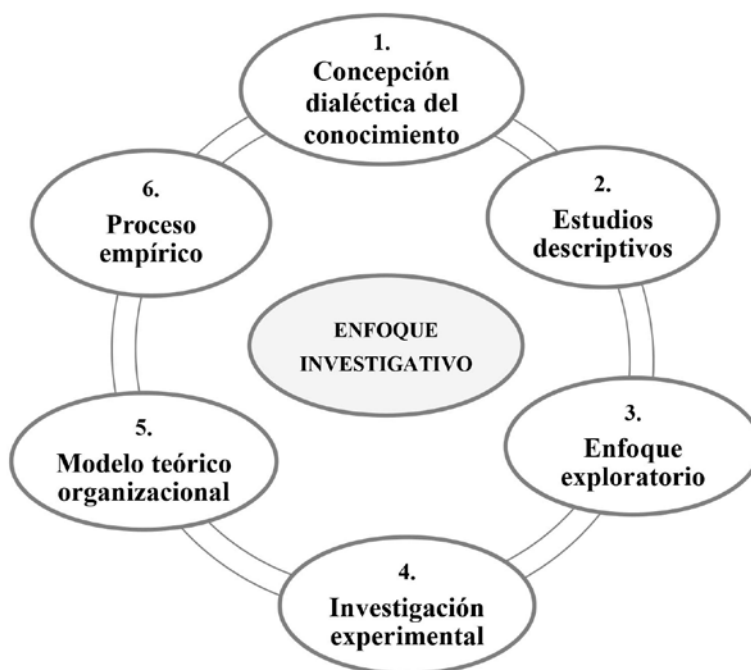 1.
Concepción
dialéctica del
conocimiento
2.
Estudios
descriptivos
3.
Enfoque
exploratorio
4.
Investigación
experimental
5.
Modelo teórico
organizacional
6.
Proceso
empírico
ENFOQUE
INVESTIGATIVO